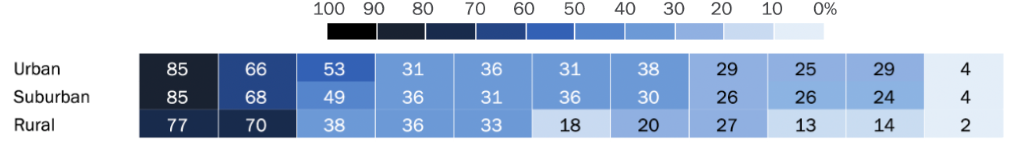 100 90 80 70 60 50 40 30 20 10 0%
Urban 85 66 53 31 36 31 38 29 25 29 4
Suburban 85 68 49 36 31 36 30 26 26 24 4
Rural 77 70 38 36 33 18 20 27 13 14 2